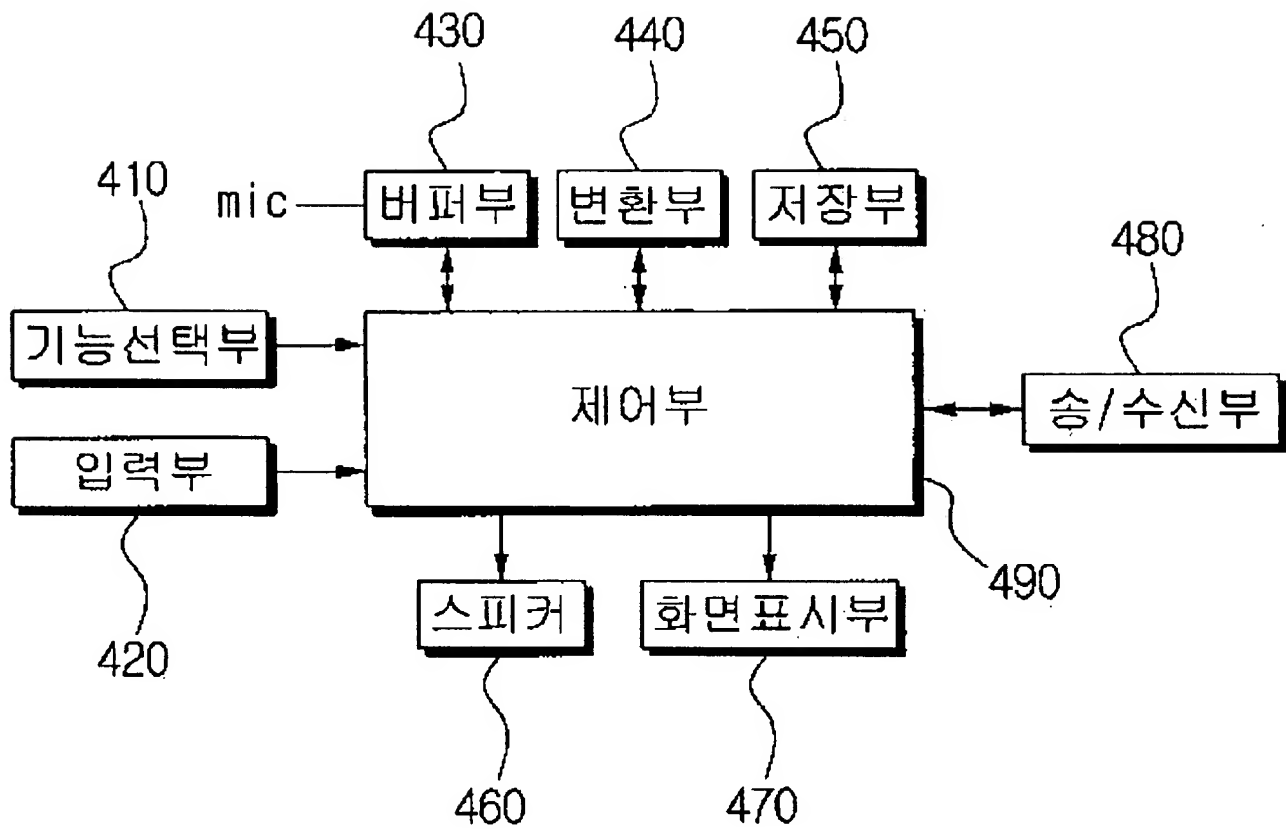 430
440
450
410
mic
버퍼부
변환부
저장부
480
기능선택부
제어부
송/수신부
입력부
490
스피커
화면표시부
420
460
470